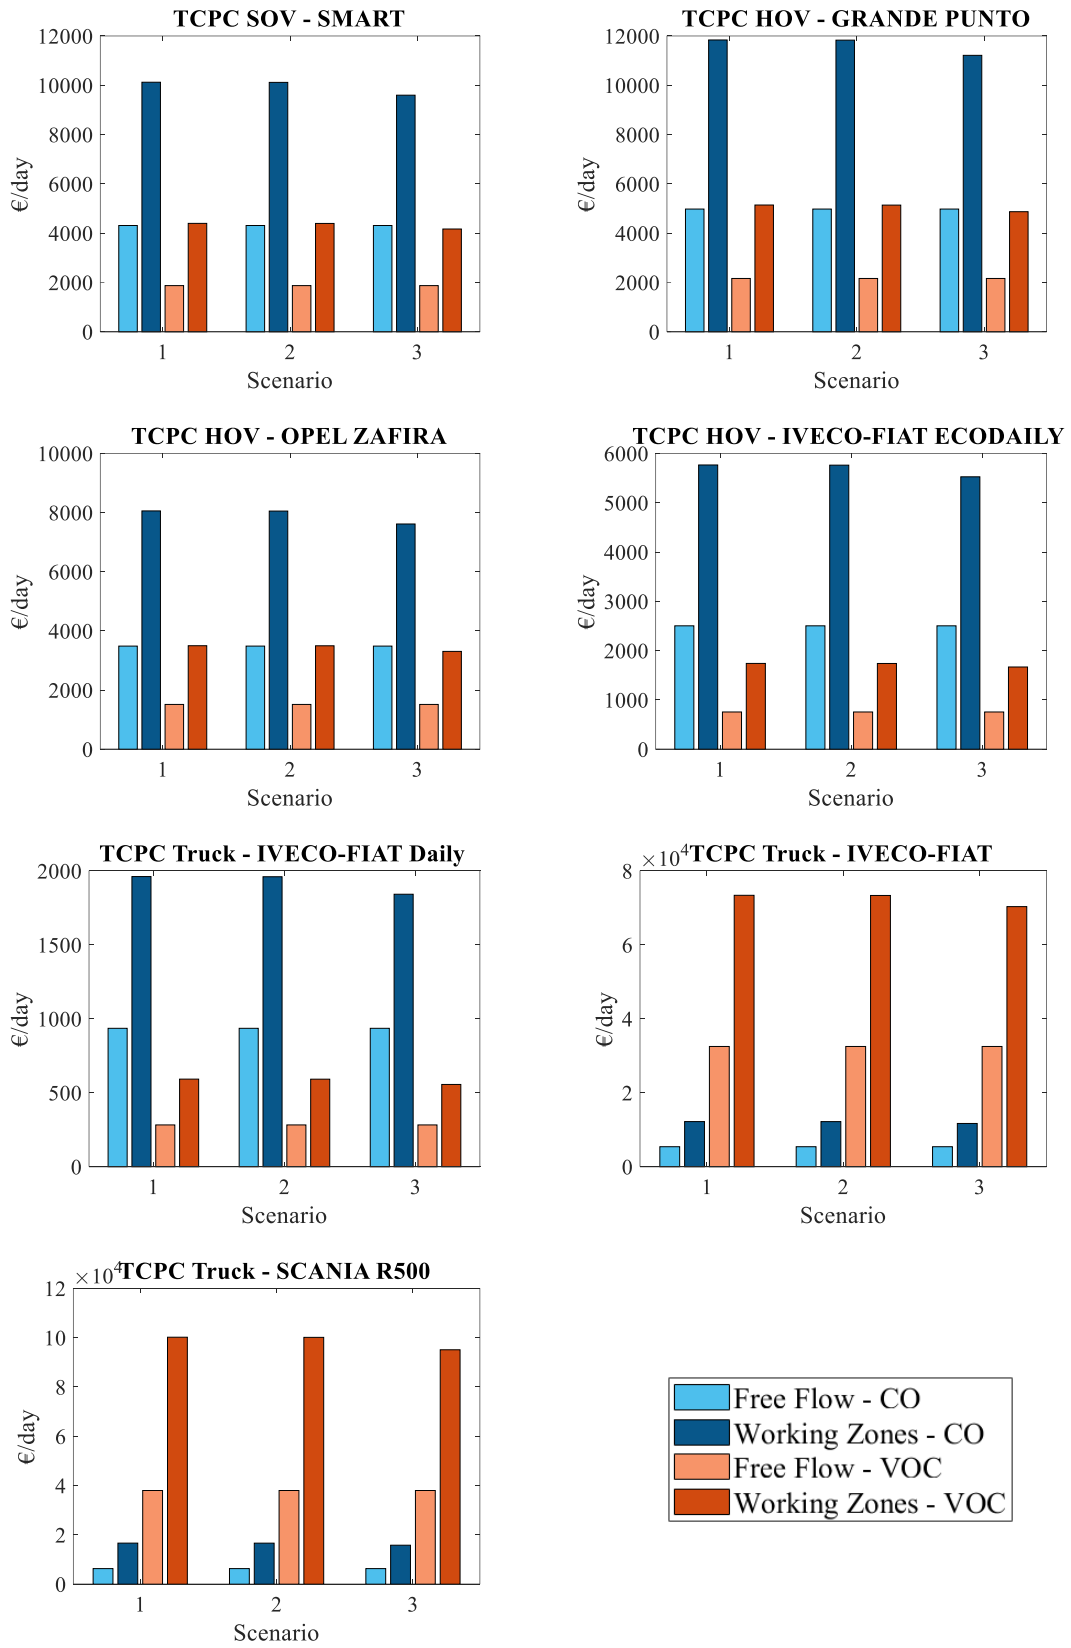 TCPC SOV - SMART
12000
10000
8000
6000
4000
2000
0
€/day
1 2 3
Scenario
TCPC HOV - GRANDE PUNTO
12000
10000
8000
6000
4000
2000
0
€/day
1 2 3
Scenario
TCPC HOV - OPEL ZAFIRA
10000
8000
6000
4000
2000
0
€/day
1 2 3
Scenario
TCPC HOV - IVECO-FIAT ECODAILY
6000
5000
4000
3000
2000
1000
0
€/day
1 2 3
Scenario
TCPC Truck - IVECO-FIAT Daily
2000
1500
1000
500
0
€/day
1 2 3
Scenario
×10⁴
TCPC Truck - IVECO-FIAT
8
6
4
2
0
€/day
1 2 3
Scenario
×10⁴
TCPC Truck - SCANIA R500
12
10
8
6
4
2
0
€/day
1 2 3
Scenario
Free Flow - CO
Working Zones - CO
Free Flow - VOC
Working Zones - VOC